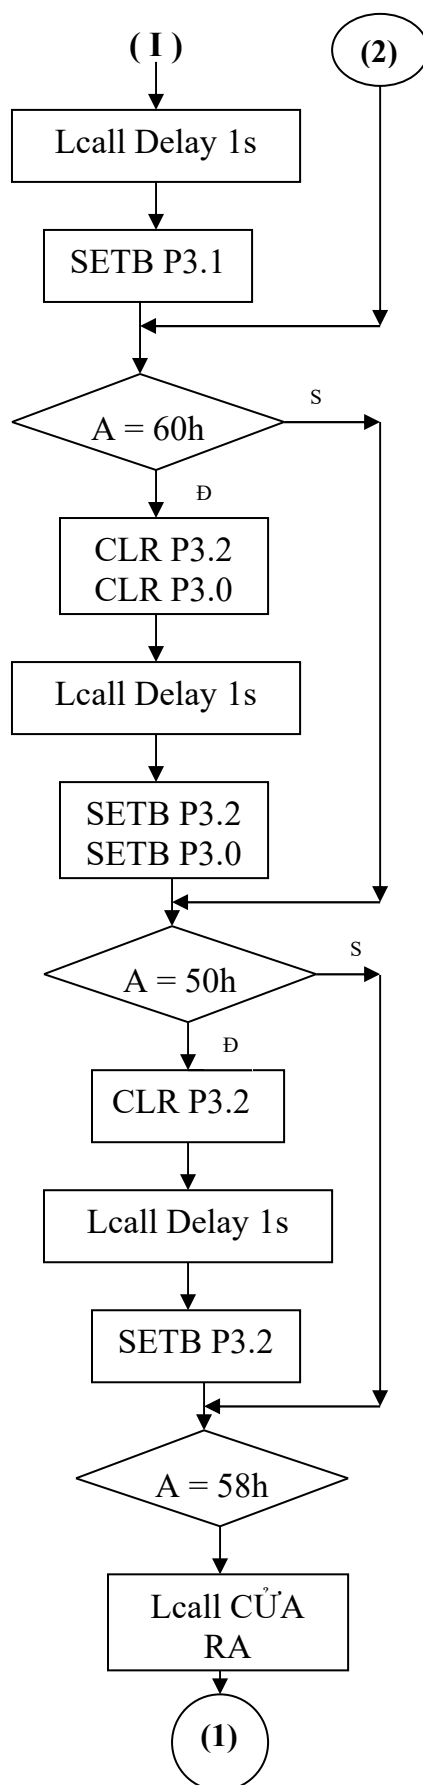 ( I )
(2)
Lcall Delay 1s
SETB P3.1
S
A = 60h
Đ
CLR P3.2
CLR P3.0
Lcall Delay 1s
SETB P3.2
SETB P3.0
S
A = 50h
Đ
CLR P3.2
Lcall Delay 1s
SETB P3.2
A = 58h
Lcall CỬA
RA
(1)